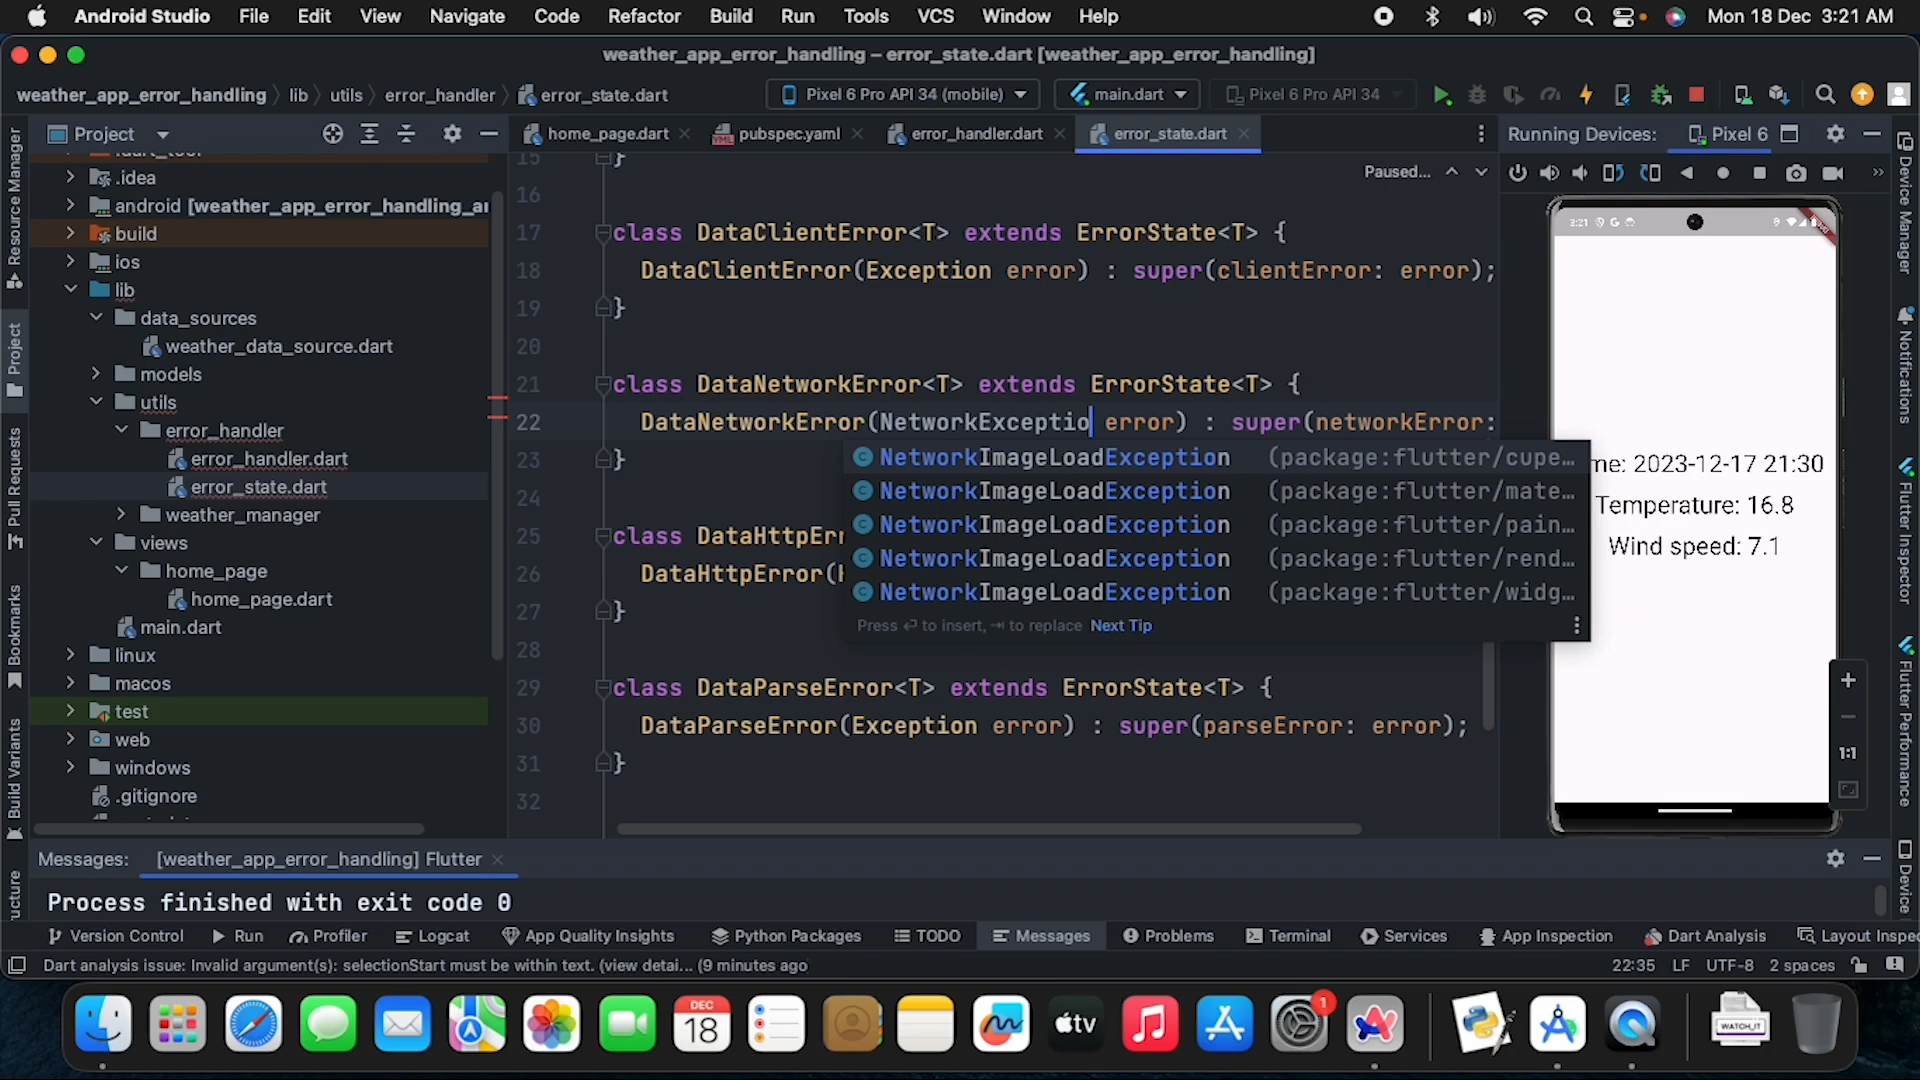 Android Studio File Edit View Navigate Code Refactor Build Run Tools VCS Window Help Mon 18 Dec 3:21 AM
weather_app_error_handling – error_state.dart [weather_app_error_handling]
weather_app_error_handling lib utils error_handler error_state.dart Pixel 6 Pro API 34 (mobile) main.dart Pixel 6 Pro API 34
Project home_page.dart pubspec.yaml error_handler.dart error_state.dart Running Devices: Pixel 6
Paused...
.idea
android [weather_app_error_handling_a
build
ios
lib
data_sources
weather_data_source.dart
models
utils
error_handler
error_handler.dart
error_state.dart
weather_manager
views
home_page
home_page.dart
main.dart
linux
macos
test
web
windows
.gitignore
15 }
16
17 class DataClientError<T> extends ErrorState<T> {
18 DataClientError(Exception error) : super(clientError: error);
19 }
20
21 class DataNetworkError<T> extends ErrorState<T> {
22 DataNetworkError(NetworkExceptio error) : super(networkError:
23 }
24
25 class DataHttpErr
26 DataHttpError(
27 }
28
29 class DataParseError<T> extends ErrorState<T> {
30 DataParseError(Exception error) : super(parseError: error);
31 }
32
NetworkImageLoadException (package:flutter/cupe…
NetworkImageLoadException (package:flutter/mate…
NetworkImageLoadException (package:flutter/pain…
NetworkImageLoadException (package:flutter/rend…
NetworkImageLoadException (package:flutter/widg…
Press ↵ to insert, ⇥ to replace Next Tip
3:21
me: 2023-12-17 21:30
Temperature: 16.8
Wind speed: 7.1
1:1
Resource Manager
Project
Pull Requests
Bookmarks
Build Variants
ucture
Device Manager
Notifications
Flutter Inspector
Flutter Performance
Device
Messages: [weather_app_error_handling] Flutter
Process finished with exit code 0
Version Control Run Profiler Logcat App Quality Insights Python Packages TODO Messages Problems Terminal Services App Inspection Dart Analysis Layout Inspec
Dart analysis issue: Invalid argument(s): selectionStart must be within text. (view detai... (9 minutes ago) 22:35 LF UTF-8 2 spaces
DEC
18
tv
1
WATCH_IT